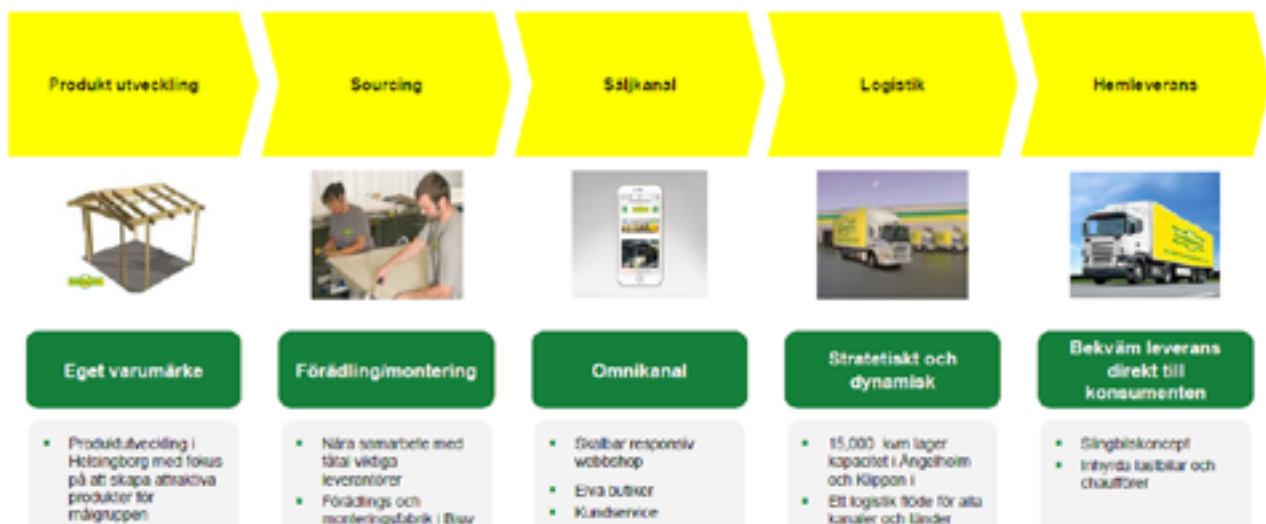 Produkt utveckling
Sourcing
Säljkanal
Logistik
Hemleverans
Eget varumärke
Förädling/montering
Omnikanal
Stratetiskt och
dynamisk
Bekväm leverans
direkt till
konsumenten
Produktutveckling i
Helsingborg med fokus
på att skapa attraktiva
produkter för
målgruppen
Nära samarbete med
fåtal viktiga
leverantörer
Förädlings och
monteringsfabrik i
Skalbar responsiv
webbshop
butiker
Kundservice
15,000 kvm lager
kapacitet i Ängelholm
och Klippan i
Ett logistik flöde för alla
kanaler och länder
Slingbilskoncept
Inhyrda lastbilar och
chaufförer